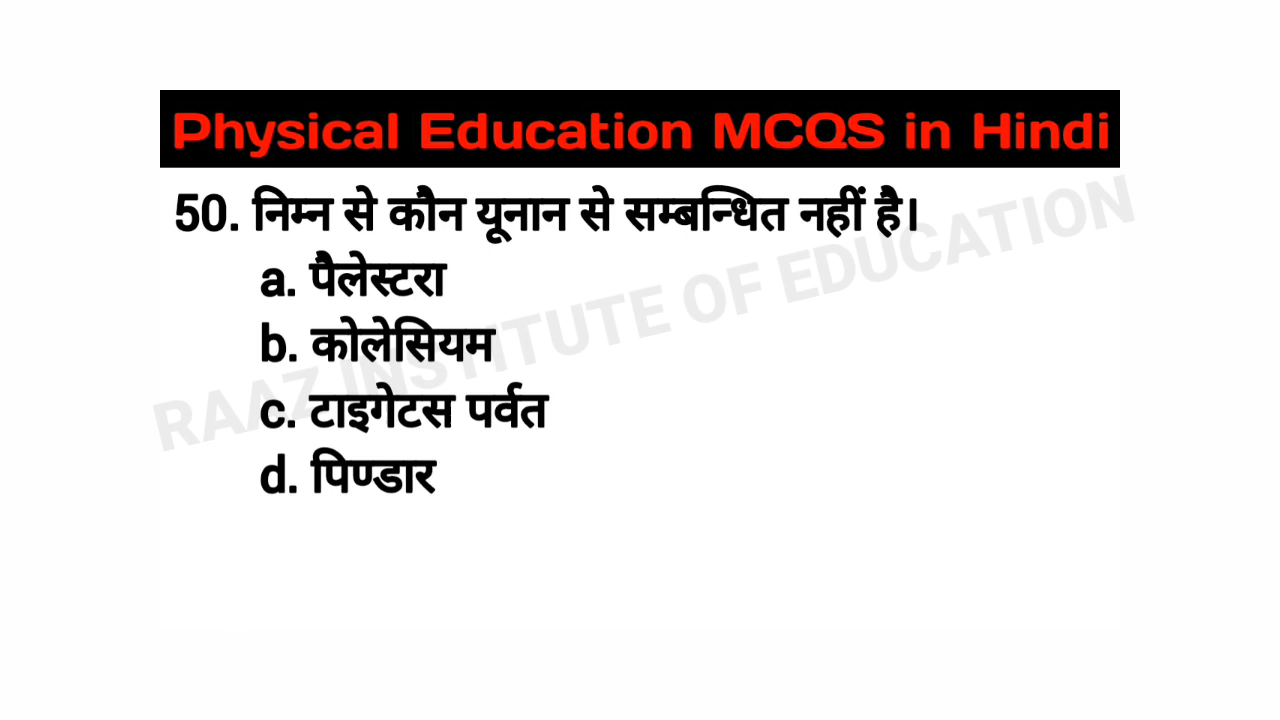 Physical Education MCQS in Hindi
50. निम्न से कौन यूनान से सम्बन्धित नहीं है।
a. पैलेस्टरा
b. कोलेसियम
c. टाइगेटस पर्वत
d. पिण्डार
RAAZ INSTITUTE OF EDUCATION